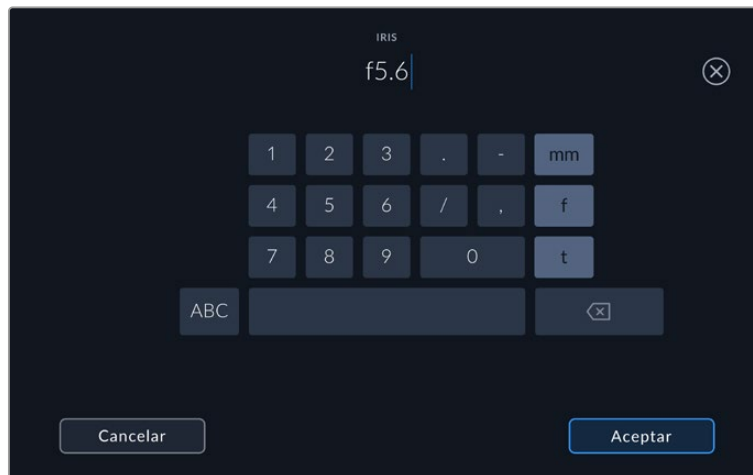 IRIS
f5.6
1 2 3 . - mm
4 5 6 / , f
7 8 9 0 t
ABC
Cancelar Aceptar